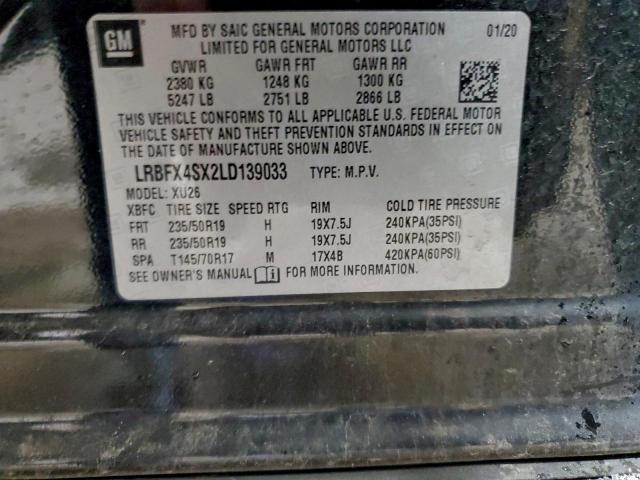 GM
MFD BY SAIC GENERAL MOTORS CORPORATION 01/20
LIMITED FOR GENERAL MOTORS LLC
GVWR GAWR FRT GAWR RR
2380 KG 1248 KG 1300 KG
5247 LB 2751 LB 2866 LB
THIS VEHICLE CONFORMS TO ALL APPLICABLE U.S. FEDERAL MOTOR
VEHICLE SAFETY AND THEFT PREVENTION STANDARDS IN EFFECT ON
THE DATE OF MANUFACTURE SHOWN ABOVE.
LRBFX4SX2LD139033 TYPE: M.P.V.
MODEL: XU26
XBFC TIRE SIZE SPEED RTG RIM COLD TIRE PRESSURE
FRT 235/50R19 H 19X7.5J 240KPA(35PSI)
RR 235/50R19 H 19X7.5J 240KPA(35PSI)
SPA T145/70R17 M 17X4B 420KPA(60PSI)
SEE OWNER'S MANUAL FOR MORE INFORMATION.